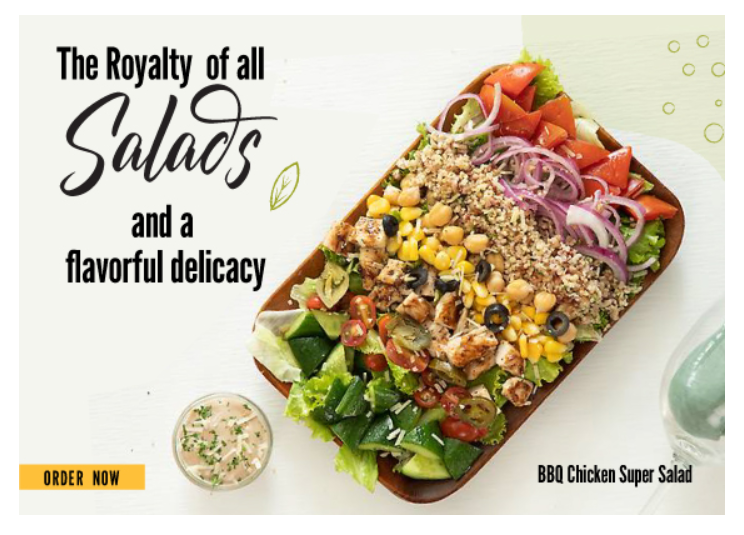 The Royalty of all
Salads
and a
flavorful delicacy
ORDER NOW
BBQ Chicken Super Salad